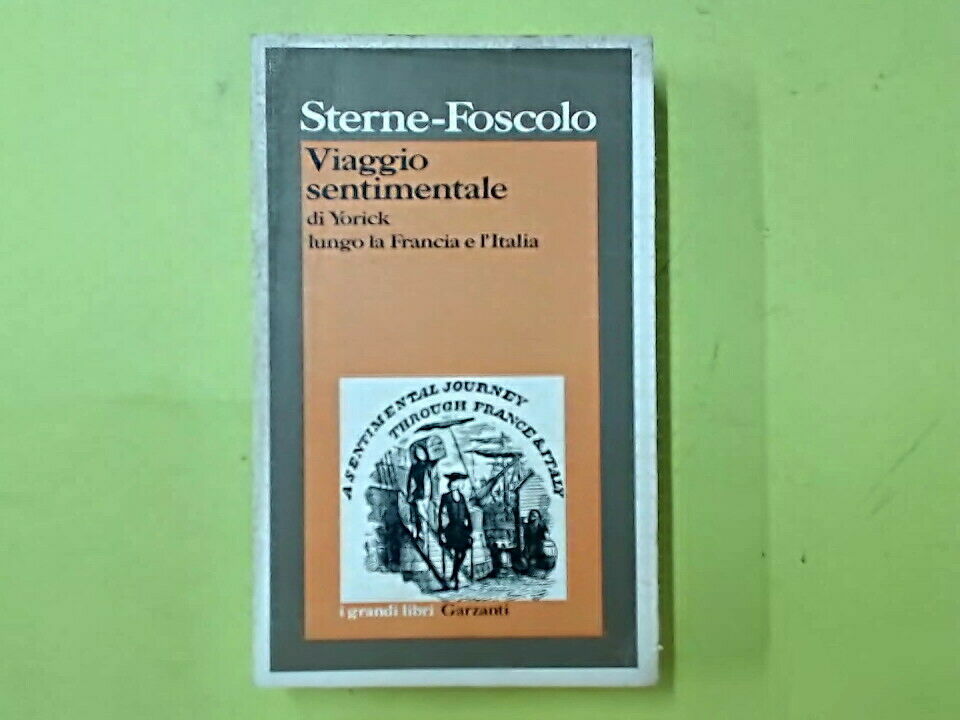 Sterne-Foscolo
Viaggio
sentimentale
di Yorick
lungo la Francia e l'Italia
A SENTIMENTAL JOURNEY
THROUGH FRANCE & ITALY
i grandi libri Garzanti